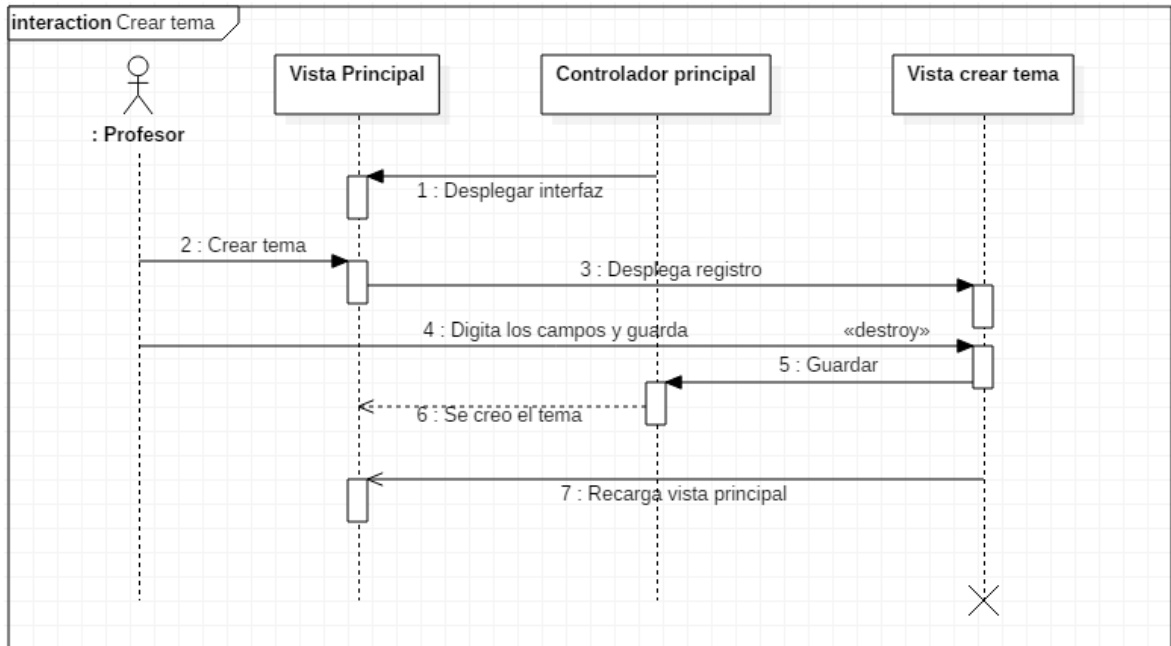 interaction Crear tema
Vista Principal
Controlador principal
Vista crear tema
: Profesor
1 : Desplegar interfaz
2 : Crear tema
3 : Desplega registro
4 : Digita los campos y guarda
«destroy»
5 : Guardar
6 : Se creo el tema
7 : Recarga vista principal